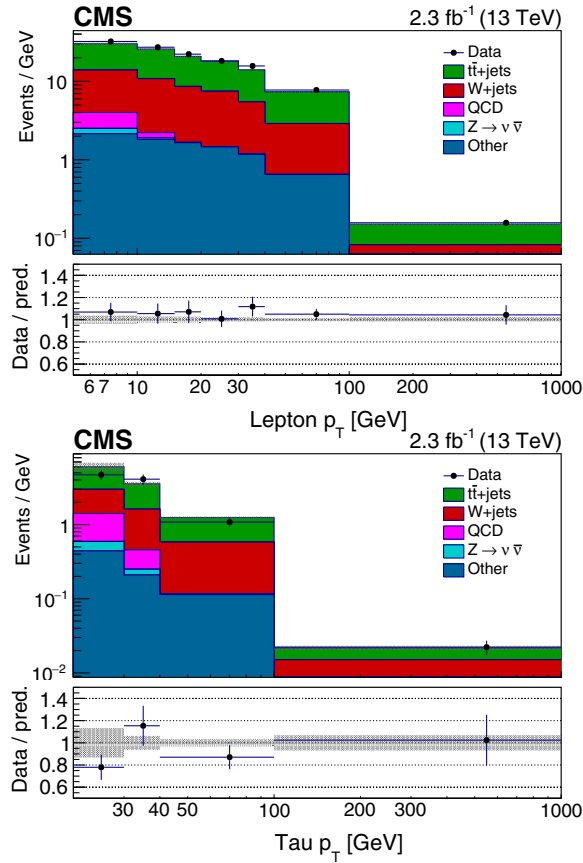 CMS 2.3 fb⁻¹ (13 TeV)
Events / GeV
10
1
10⁻¹
Data
tt̄+jets
W+jets
QCD
Z → ν ν̄
Other
Data / pred.
1.4
1.2
1
0.8
0.6
6 7 10 20 30 100 200 1000
Lepton p_T [GeV]
CMS 2.3 fb⁻¹ (13 TeV)
Events / GeV
1
10⁻¹
10⁻²
Data
tt̄+jets
W+jets
QCD
Z → ν ν̄
Other
Data / pred.
1.4
1.2
1
0.8
0.6
30 40 50 100 200 300 1000
Tau p_T [GeV]